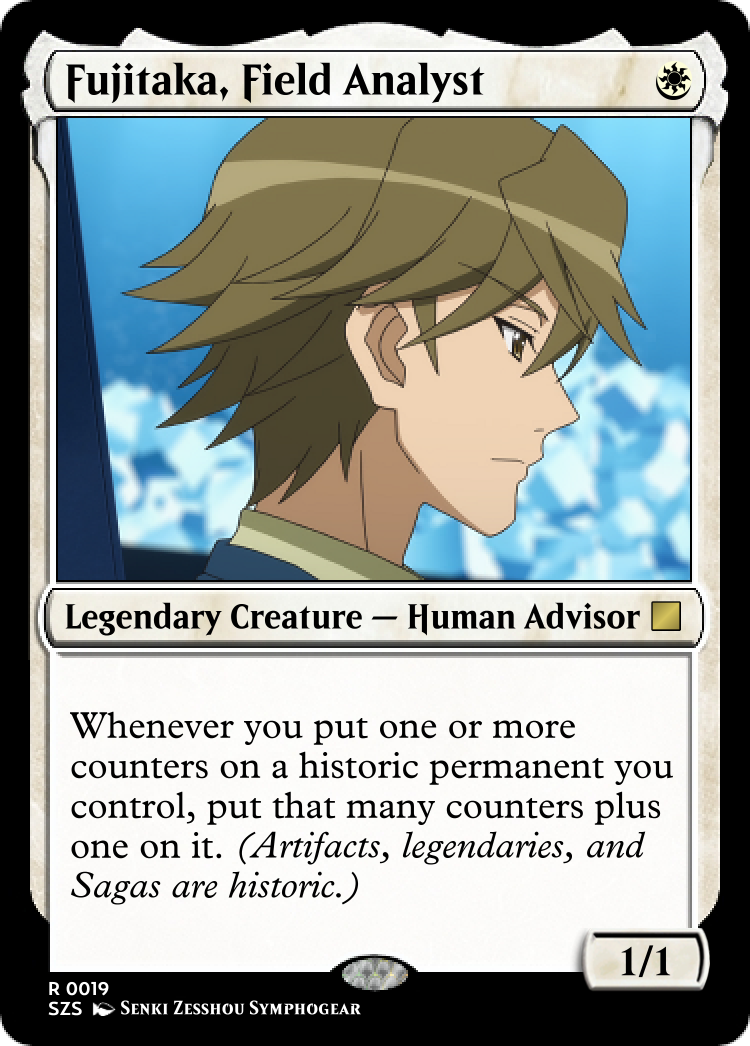 Fujitaka, Field Analyst
Legendary Creature — Human Advisor
Whenever you put one or more
counters on a historic permanent you
control, put that many counters plus
one on it. (Artifacts, legendaries, and
Sagas are historic.)
1/1
R 0019
SZS Senki Zesshou Symphogear